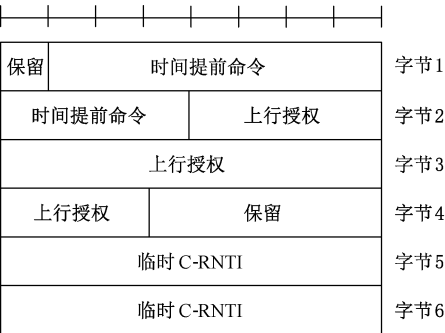 保留 时间提前命令 字节1
时间提前命令 上行授权 字节2
上行授权 字节3
上行授权 保留 字节4
临时C-RNTI 字节5
临时C-RNTI 字节6